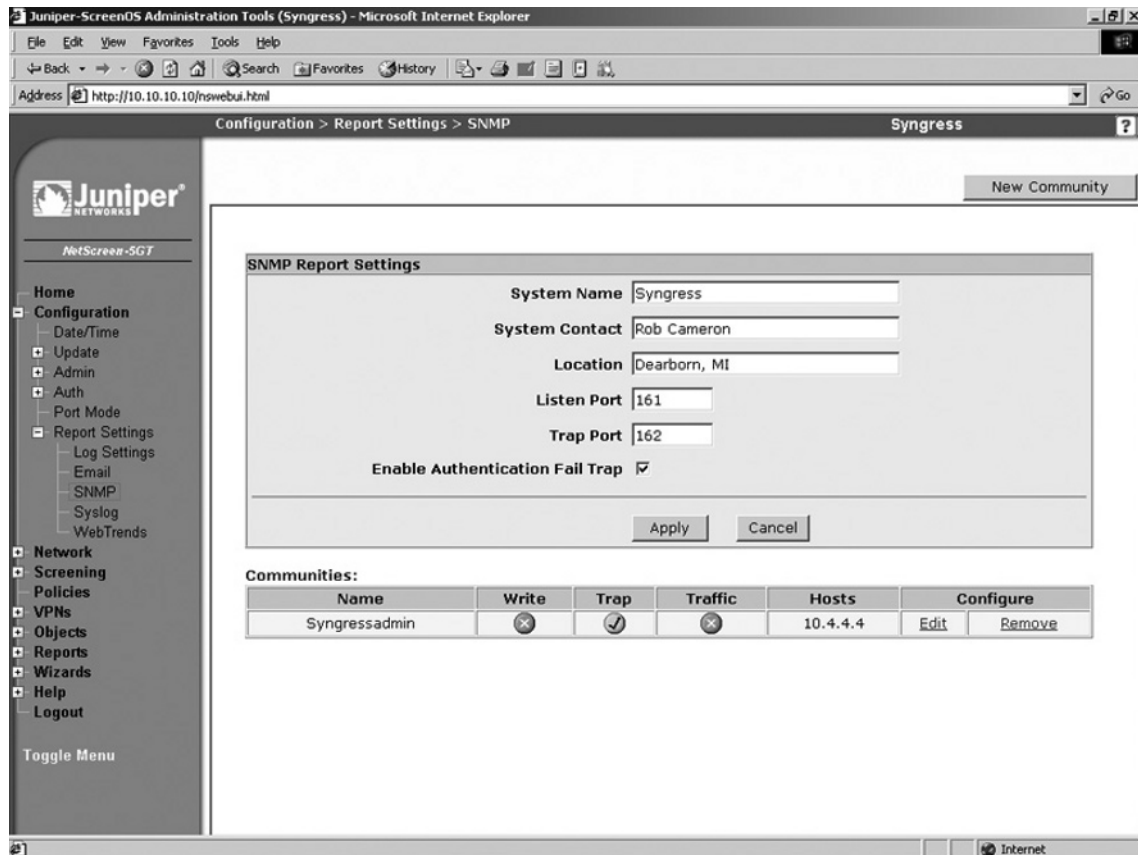 Juniper-ScreenOS Administration Tools (Syngress) - Microsoft Internet Explorer
File Edit View Favorites Tools Help
Back Search Favorites History
Address http://10.10.10.10/nswebui.html Go
Configuration > Report Settings > SNMP Syngress ?
Juniper®
NETWORKS
NetScreen-5GT
New Community
Home
Configuration
Date/Time
Update
Admin
Auth
Port Mode
Report Settings
Log Settings
Email
SNMP
Syslog
WebTrends
Network
Screening
Policies
VPNs
Objects
Reports
Wizards
Help
Logout
Toggle Menu
SNMP Report Settings
System Name Syngress
System Contact Rob Cameron
Location Dearborn, MI
Listen Port 161
Trap Port 162
Enable Authentication Fail Trap
Apply Cancel
Communities:
Name Write Trap Traffic Hosts Configure
Syngressadmin 10.4.4.4 Edit Remove
Internet